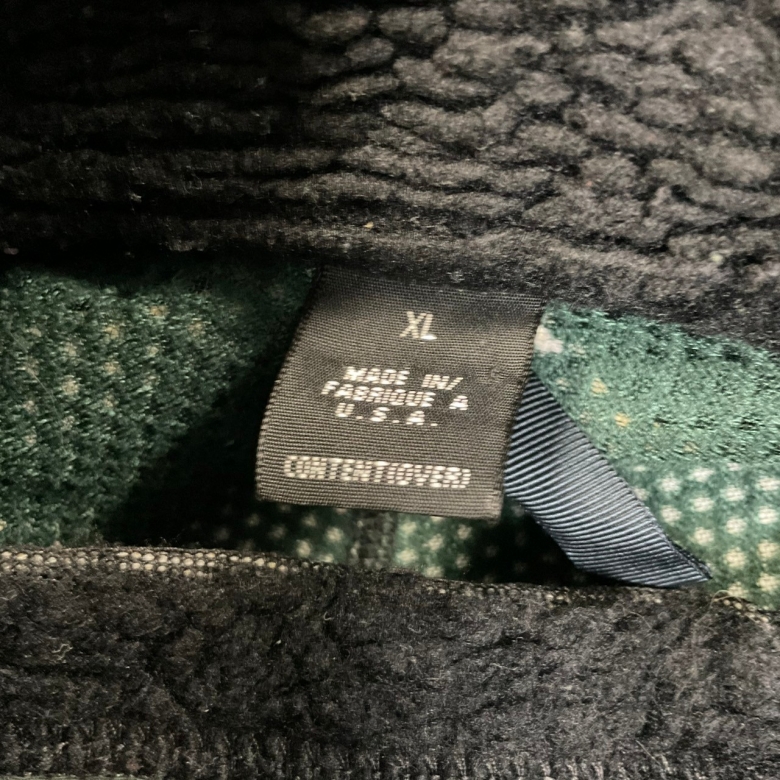 XL
MADE IN/
FABRIQUE A
U.S.A.
CONTENT(OVER)